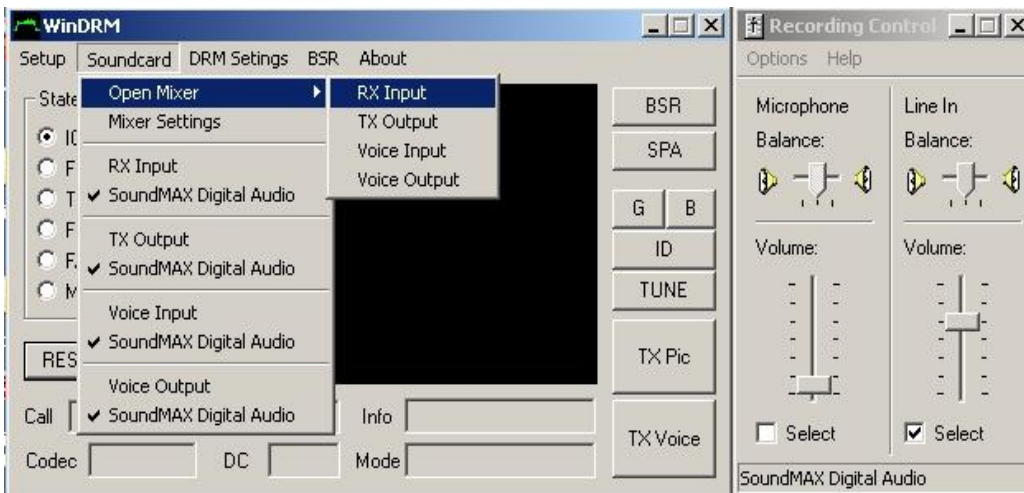 WinDRM
Setup Soundcard DRM Setings BSR About
Open Mixer
Mixer Settings
RX Input
SoundMAX Digital Audio
TX Output
SoundMAX Digital Audio
Voice Input
SoundMAX Digital Audio
Voice Output
SoundMAX Digital Audio
RX Input
TX Output
Voice Input
Voice Output
State
RES
Call
Info
Codec
DC
Mode
BSR
SPA
G B
ID
TUNE
TX Pic
TX Voice
Recording Control
Options Help
Microphone
Balance:
Volume:
Select
Line In
Balance:
Volume:
Select
SoundMAX Digital Audio